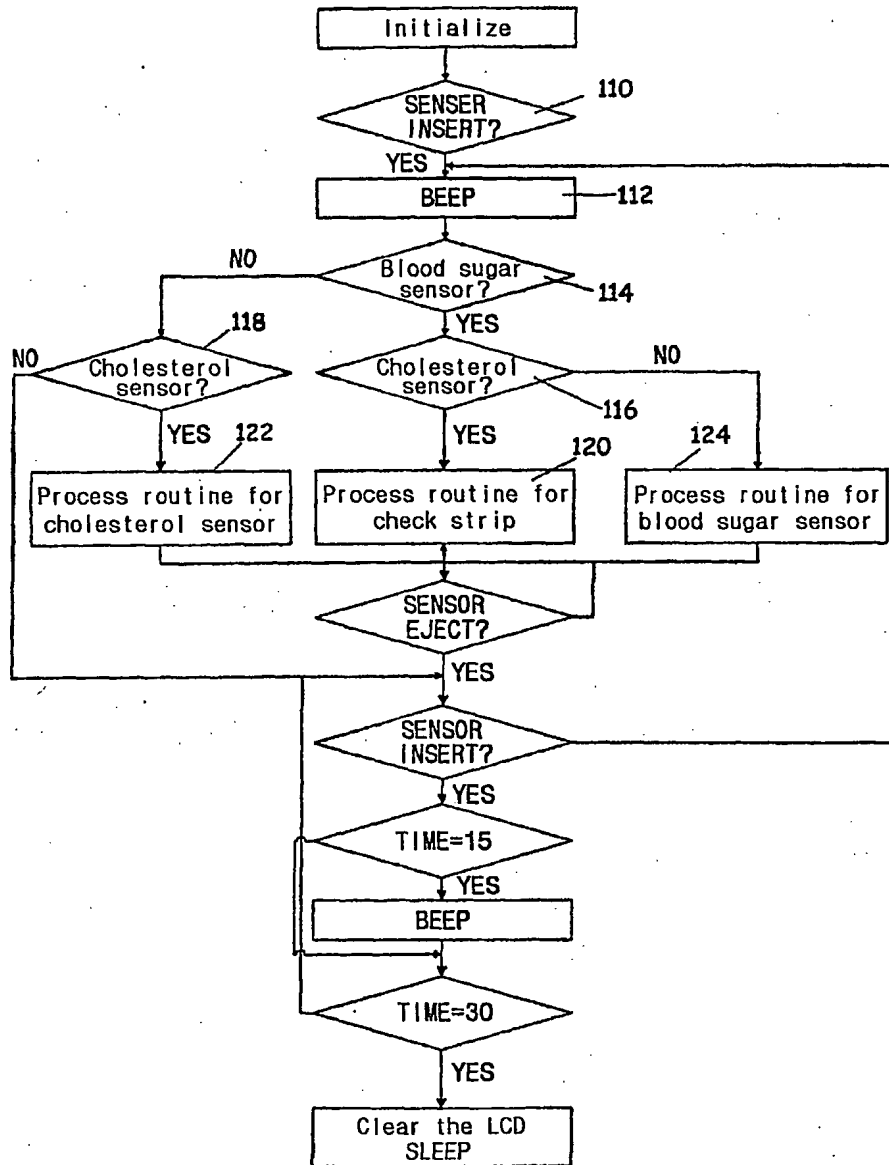 Initialize
SENSER
INSERT?
110
YES
BEEP
112
NO
Blood sugar
sensor?
114
YES
118
NO
Cholesterol
sensor?
Cholesterol
sensor?
NO
116
YES
122
YES
120
124
Process routine for
cholesterol sensor
Process routine for
check strip
Process routine for
blood sugar sensor
SENSOR
EJECT?
YES
SENSOR
INSERT?
YES
TIME=15
YES
BEEP
TIME=30
YES
Clear the LCD
SLEEP